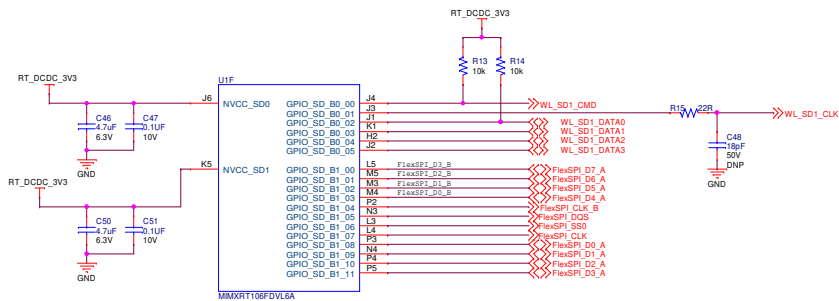 RT_DCDC_3V3
R13
10k
R14
10k
RT_DCDC_3V3
U1F
C46
4.7uF
6.3V
C47
0.1UF
10V
GND
J6
NVCC_SD0
GPIO_SD_B0_00
J4
WL_SD1_CMD
GPIO_SD_B0_01
J3
R15
22R
WL_SD1_CLK
GPIO_SD_B0_02
J1
WL_SD1_DATA0
GPIO_SD_B0_03
K1
WL_SD1_DATA1
GPIO_SD_B0_04
H2
WL_SD1_DATA2
GPIO_SD_B0_05
J2
WL_SD1_DATA3
C48
18pF
50V
DNP
GND
K5
NVCC_SD1
RT_DCDC_3V3
C50
4.7uF
6.3V
C51
0.1UF
10V
GND
GPIO_SD_B1_00
L5
FlexSPI_D3_B
FlexSPI_D7_A
GPIO_SD_B1_01
M5
FlexSPI_D2_B
FlexSPI_D6_A
GPIO_SD_B1_02
M3
FlexSPI_D1_B
FlexSPI_D5_A
GPIO_SD_B1_03
M4
FlexSPI_D0_B
FlexSPI_D4_A
GPIO_SD_B1_04
P2
FlexSPI_CLK_B
GPIO_SD_B1_05
N3
FlexSPI_DQS
GPIO_SD_B1_06
L3
FlexSPI_SS0
GPIO_SD_B1_07
L4
FlexSPI_CLK
GPIO_SD_B1_08
P3
FlexSPI_D0_A
GPIO_SD_B1_09
N4
FlexSPI_D1_A
GPIO_SD_B1_10
P4
FlexSPI_D2_A
GPIO_SD_B1_11
P5
FlexSPI_D3_A
MIMXRT106FDVL6A